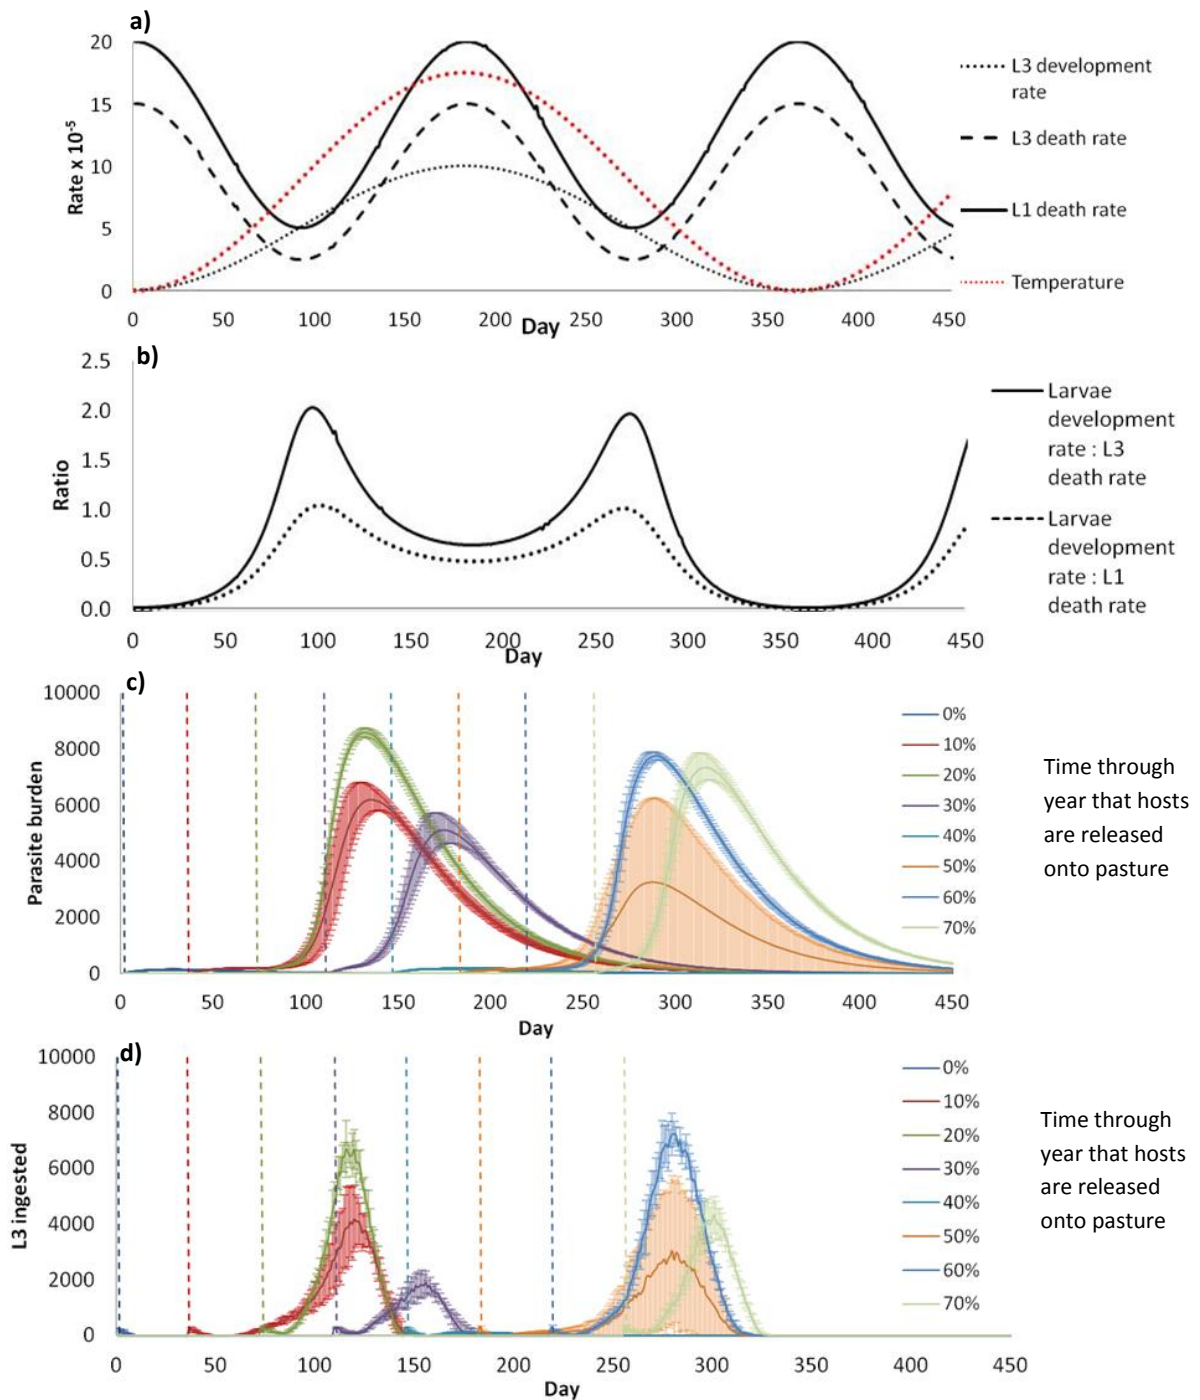 a)
20
15
10
5
0
Rate x 10⁻⁵
0 50 100 150 200 250 300 350 400 450
Day
L3 development
rate
L3 death rate
L1 death rate
Temperature
b)
2.5
2.0
1.5
1.0
0.5
0.0
Ratio
0 50 100 150 200 250 300 350 400 450
Day
Larvae
development
rate : L3
death rate
Larvae
development
rate : L1
death rate
c)
10000
8000
6000
4000
2000
0
Parasite burden
0 50 100 150 200 250 300 350 400 450
Day
0%
10%
20%
30%
40%
50%
60%
70%
Time through
year that hosts
are released
onto pasture
d)
10000
8000
6000
4000
2000
0
L3 ingested
0 50 100 150 200 250 300 350 400 450
Day
0%
10%
20%
30%
40%
50%
60%
70%
Time through
year that hosts
are released
onto pasture